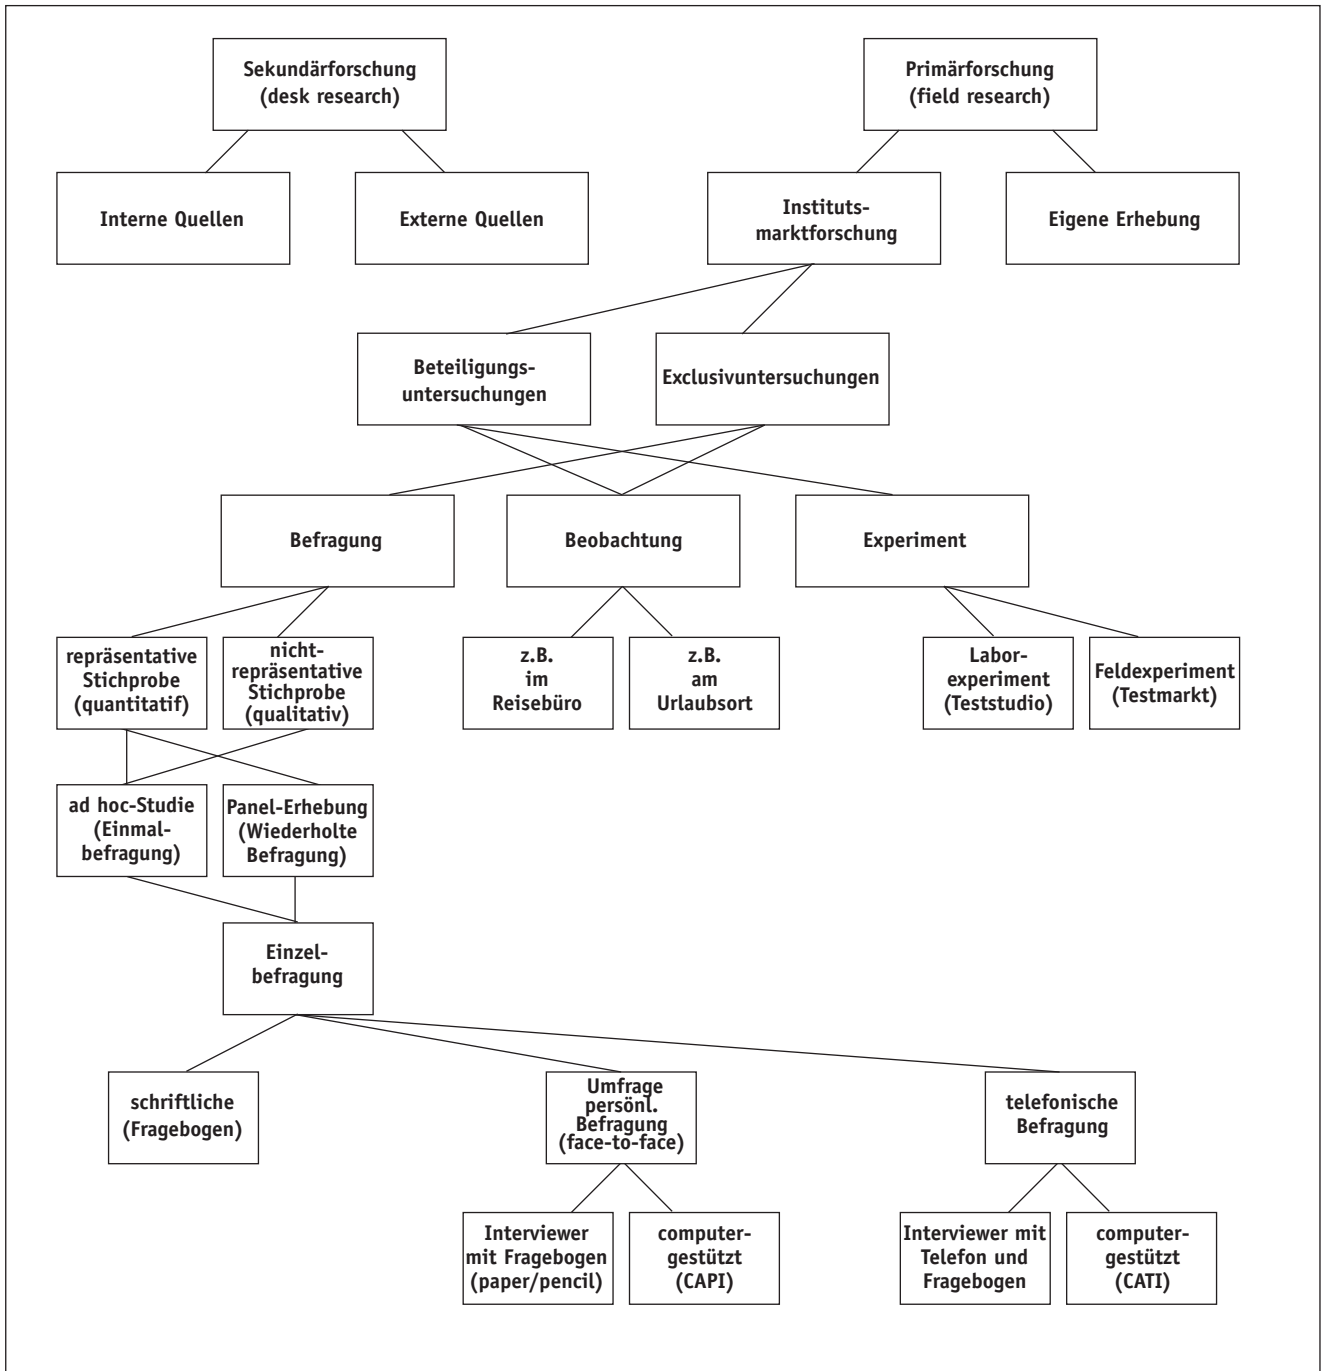 Sekundärforschung
(desk research)
Primärforschung
(field research)
Interne Quellen
Externe Quellen
Instituts-
marktforschung
Eigene Erhebung
Beteiligungs-
untersuchungen
Exclusivuntersuchungen
Befragung
Beobachtung
Experiment
repräsentative
Stichprobe
(quantitatif)
nicht-
repräsentative
Stichprobe
(qualitativ)
z.B.
im
Reisebüro
z.B.
am
Urlaubsort
Labor-
experiment
(Teststudio)
Feldexperiment
(Testmarkt)
ad hoc-Studie
(Einmal-
befragung)
Panel-Erhebung
(Wiederholte
Befragung)
Einzel-
befragung
schriftliche
(Fragebogen)
Umfrage
persönl.
Befragung
(face-to-face)
telefonische
Befragung
Interviewer
mit Fragebogen
(paper/pencil)
computer-
gestützt
(CAPI)
Interviewer mit
Telefon und
Fragebogen
computer-
gestützt
(CATI)